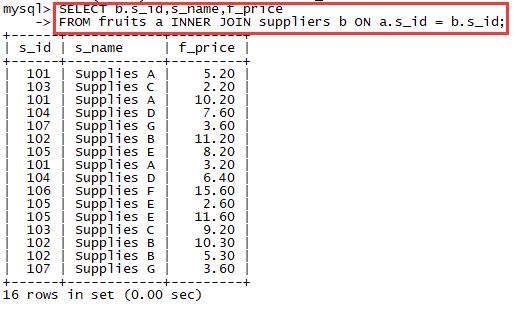 mysql> SELECT b.s_id,s_name,f_price
    -> FROM fruits a INNER JOIN suppliers b ON a.s_id = b.s_id;
+------+------------+---------+
| s_id | s_name     | f_price |
+------+------------+---------+
|  101 | Supplies A |    5.20 |
|  103 | Supplies C |    2.20 |
|  101 | Supplies A |   10.20 |
|  104 | Supplies D |    7.60 |
|  107 | Supplies G |    3.60 |
|  102 | Supplies B |   11.20 |
|  105 | Supplies E |    8.20 |
|  101 | Supplies A |    3.20 |
|  104 | Supplies D |    6.40 |
|  106 | Supplies F |   15.60 |
|  105 | Supplies E |    2.60 |
|  105 | Supplies E |   11.60 |
|  103 | Supplies C |    9.20 |
|  102 | Supplies B |   10.30 |
|  102 | Supplies B |    5.30 |
|  107 | Supplies G |    3.60 |
+------+------------+---------+
16 rows in set (0.00 sec)